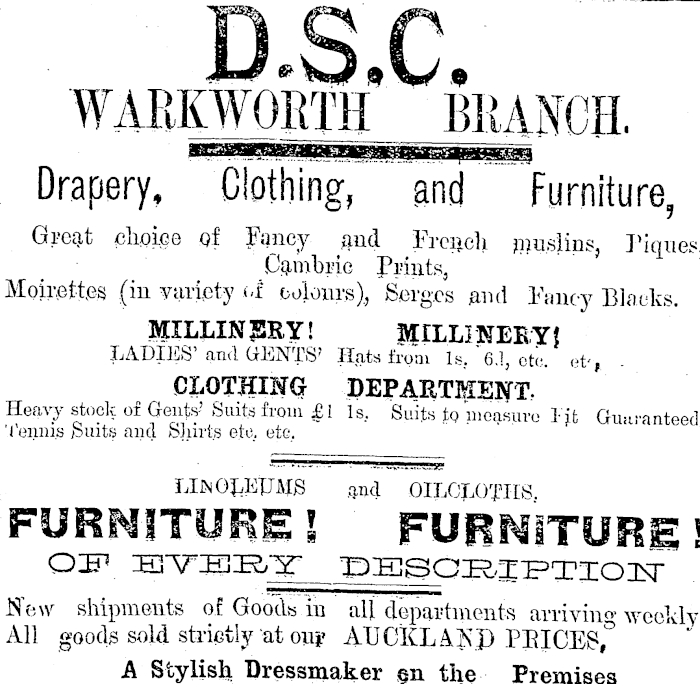 D.S.C.
WARKWORTH BRANCH.
Drapery, Clothing, and Furniture,
Great choice of Fancy and French muslins, Piques,
Cambric Prints,
Moirettes (in variety of colours), Serges and Fancy Blacks.
MILLINERY! MILLINERY!
LADIES' and GENTS' Hats from 1s. 6d, etc. etc,
CLOTHING DEPARTMENT.
Heavy stock of Gents' Suits from £1 1s. Suits to measure Fit Guaranteed
Tennis Suits and Shirts etc. etc.
LINOLEUMS and OILCLOTHS.
FURNITURE! FURNITURE!
OF EVERY DESCRIPTION
New shipments of Goods in all departments arriving weekly
All goods sold strictly at our AUCKLAND PRICES,
A Stylish Dressmaker on the Premises